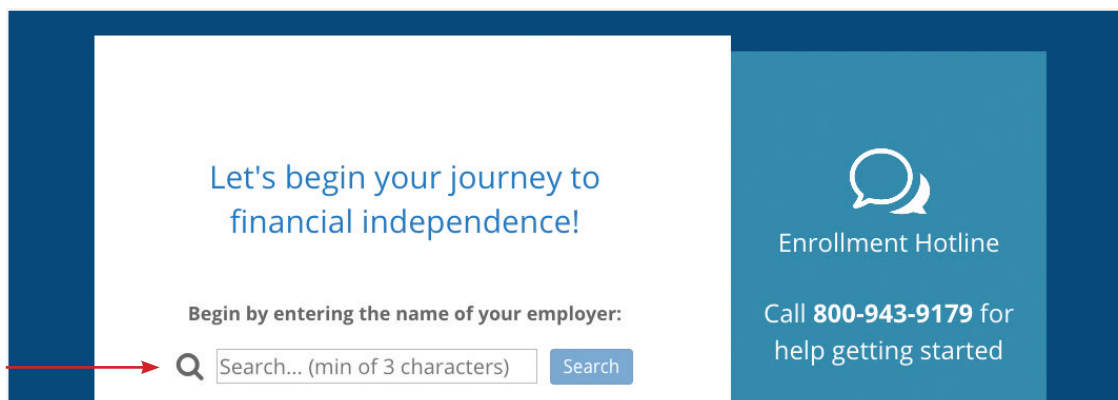 Let's begin your journey to
financial independence!
Begin by entering the name of your employer:
Search... (min of 3 characters)
Search
Enrollment Hotline
Call 800-943-9179 for
help getting started